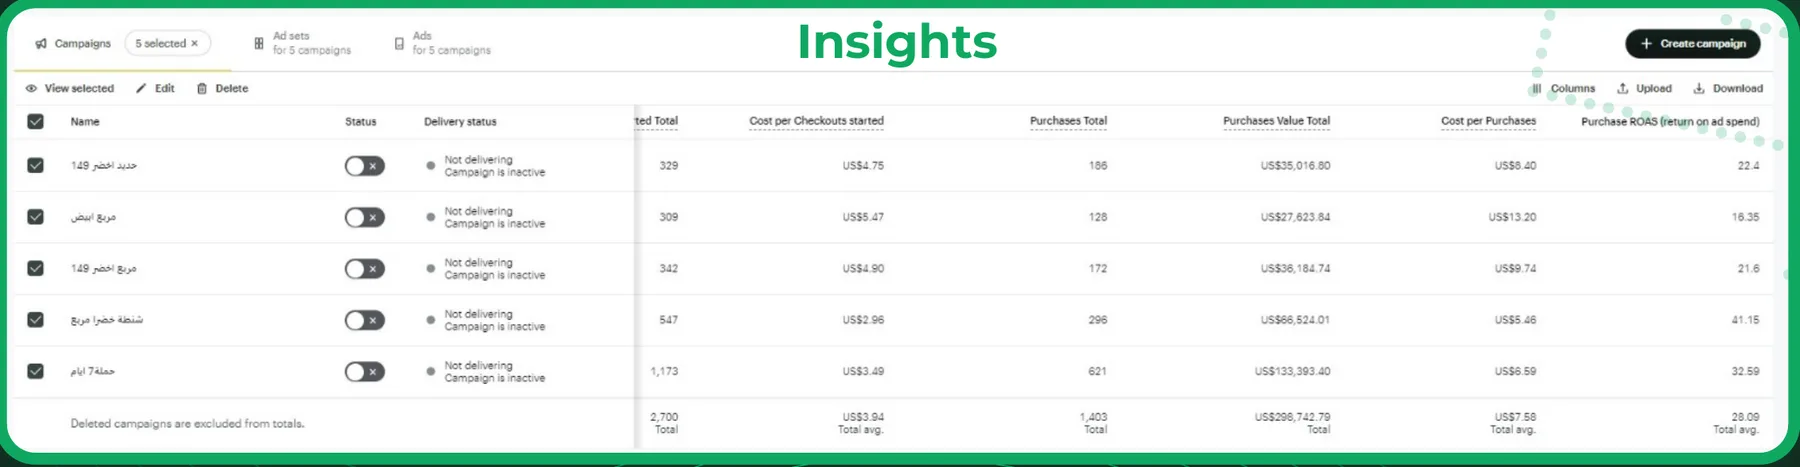 Insights
Campaigns
5 selected ×
Ad sets
for 5 campaigns
Ads
for 5 campaigns
+ Create campaign
View selected
Edit
Delete
Columns
Upload
Download
Name Status Delivery status rted Total Cost per Checkouts started Purchases Total Purchases Value Total Cost per Purchases Purchase ROAS (return on ad spend)
حديد اخضر 149 Not delivering 329 US$4.75 186 US$35,016.80 US$8.40 22.4
Campaign is inactive
مربع ابيض Not delivering 309 US$5.47 128 US$27,623.84 US$13.20 16.35
Campaign is inactive
مربع اخضر 149 Not delivering 342 US$4.90 172 US$36,184.74 US$9.74 21.6
Campaign is inactive
شنطة خضرا مربع Not delivering 547 US$2.96 296 US$66,524.01 US$5.46 41.15
Campaign is inactive
حملة7 ايام Not delivering 1,173 US$3.49 621 US$133,393.40 US$6.59 32.59
Campaign is inactive
Deleted campaigns are excluded from totals. 2,700 US$3.94 1,403 US$298,742.79 US$7.58 28.09
Total Total avg. Total Total Total avg. Total avg.